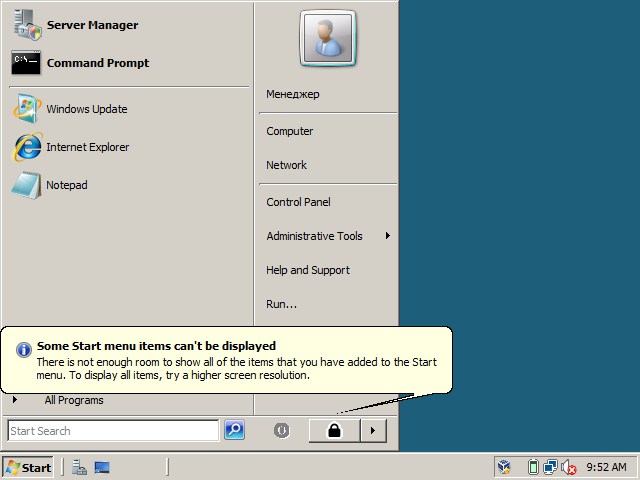 Server Manager
Command Prompt
Windows Update
Internet Explorer
Notepad
Менеджер
Computer
Network
Control Panel
Administrative Tools
Help and Support
Run...
Some Start menu items can't be displayed
There is not enough room to show all of the items that you have added to the Start
menu. To display all items, try a higher screen resolution.
All Programs
Start Search
Start
9:52 AM